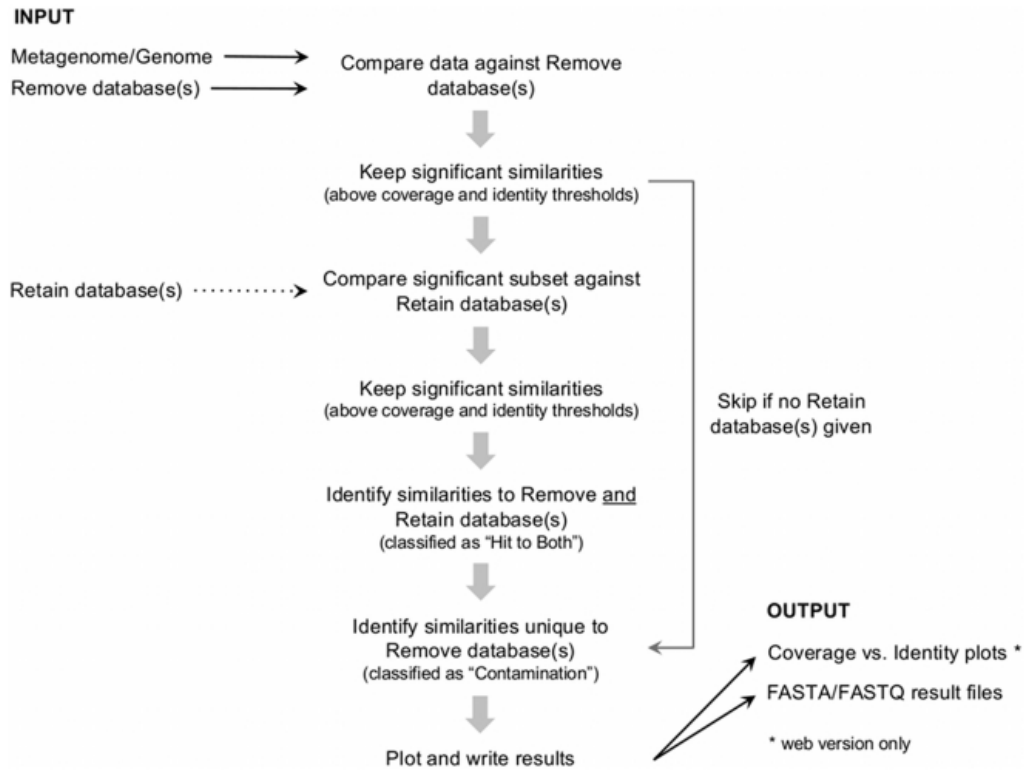 INPUT
Metagenome/Genome
Remove database(s)
Compare data against Remove
database(s)
Keep significant similarities
(above coverage and identity thresholds)
Retain database(s)
Compare significant subset against
Retain database(s)
Keep significant similarities
(above coverage and identity thresholds)
Skip if no Retain
database(s) given
Identify similarities to Remove and
Retain database(s)
(classified as “Hit to Both”)
Identify similarities unique to
Remove database(s)
(classified as “Contamination”)
Plot and write results
OUTPUT
Coverage vs. Identity plots *
FASTA/FASTQ result files
* web version only